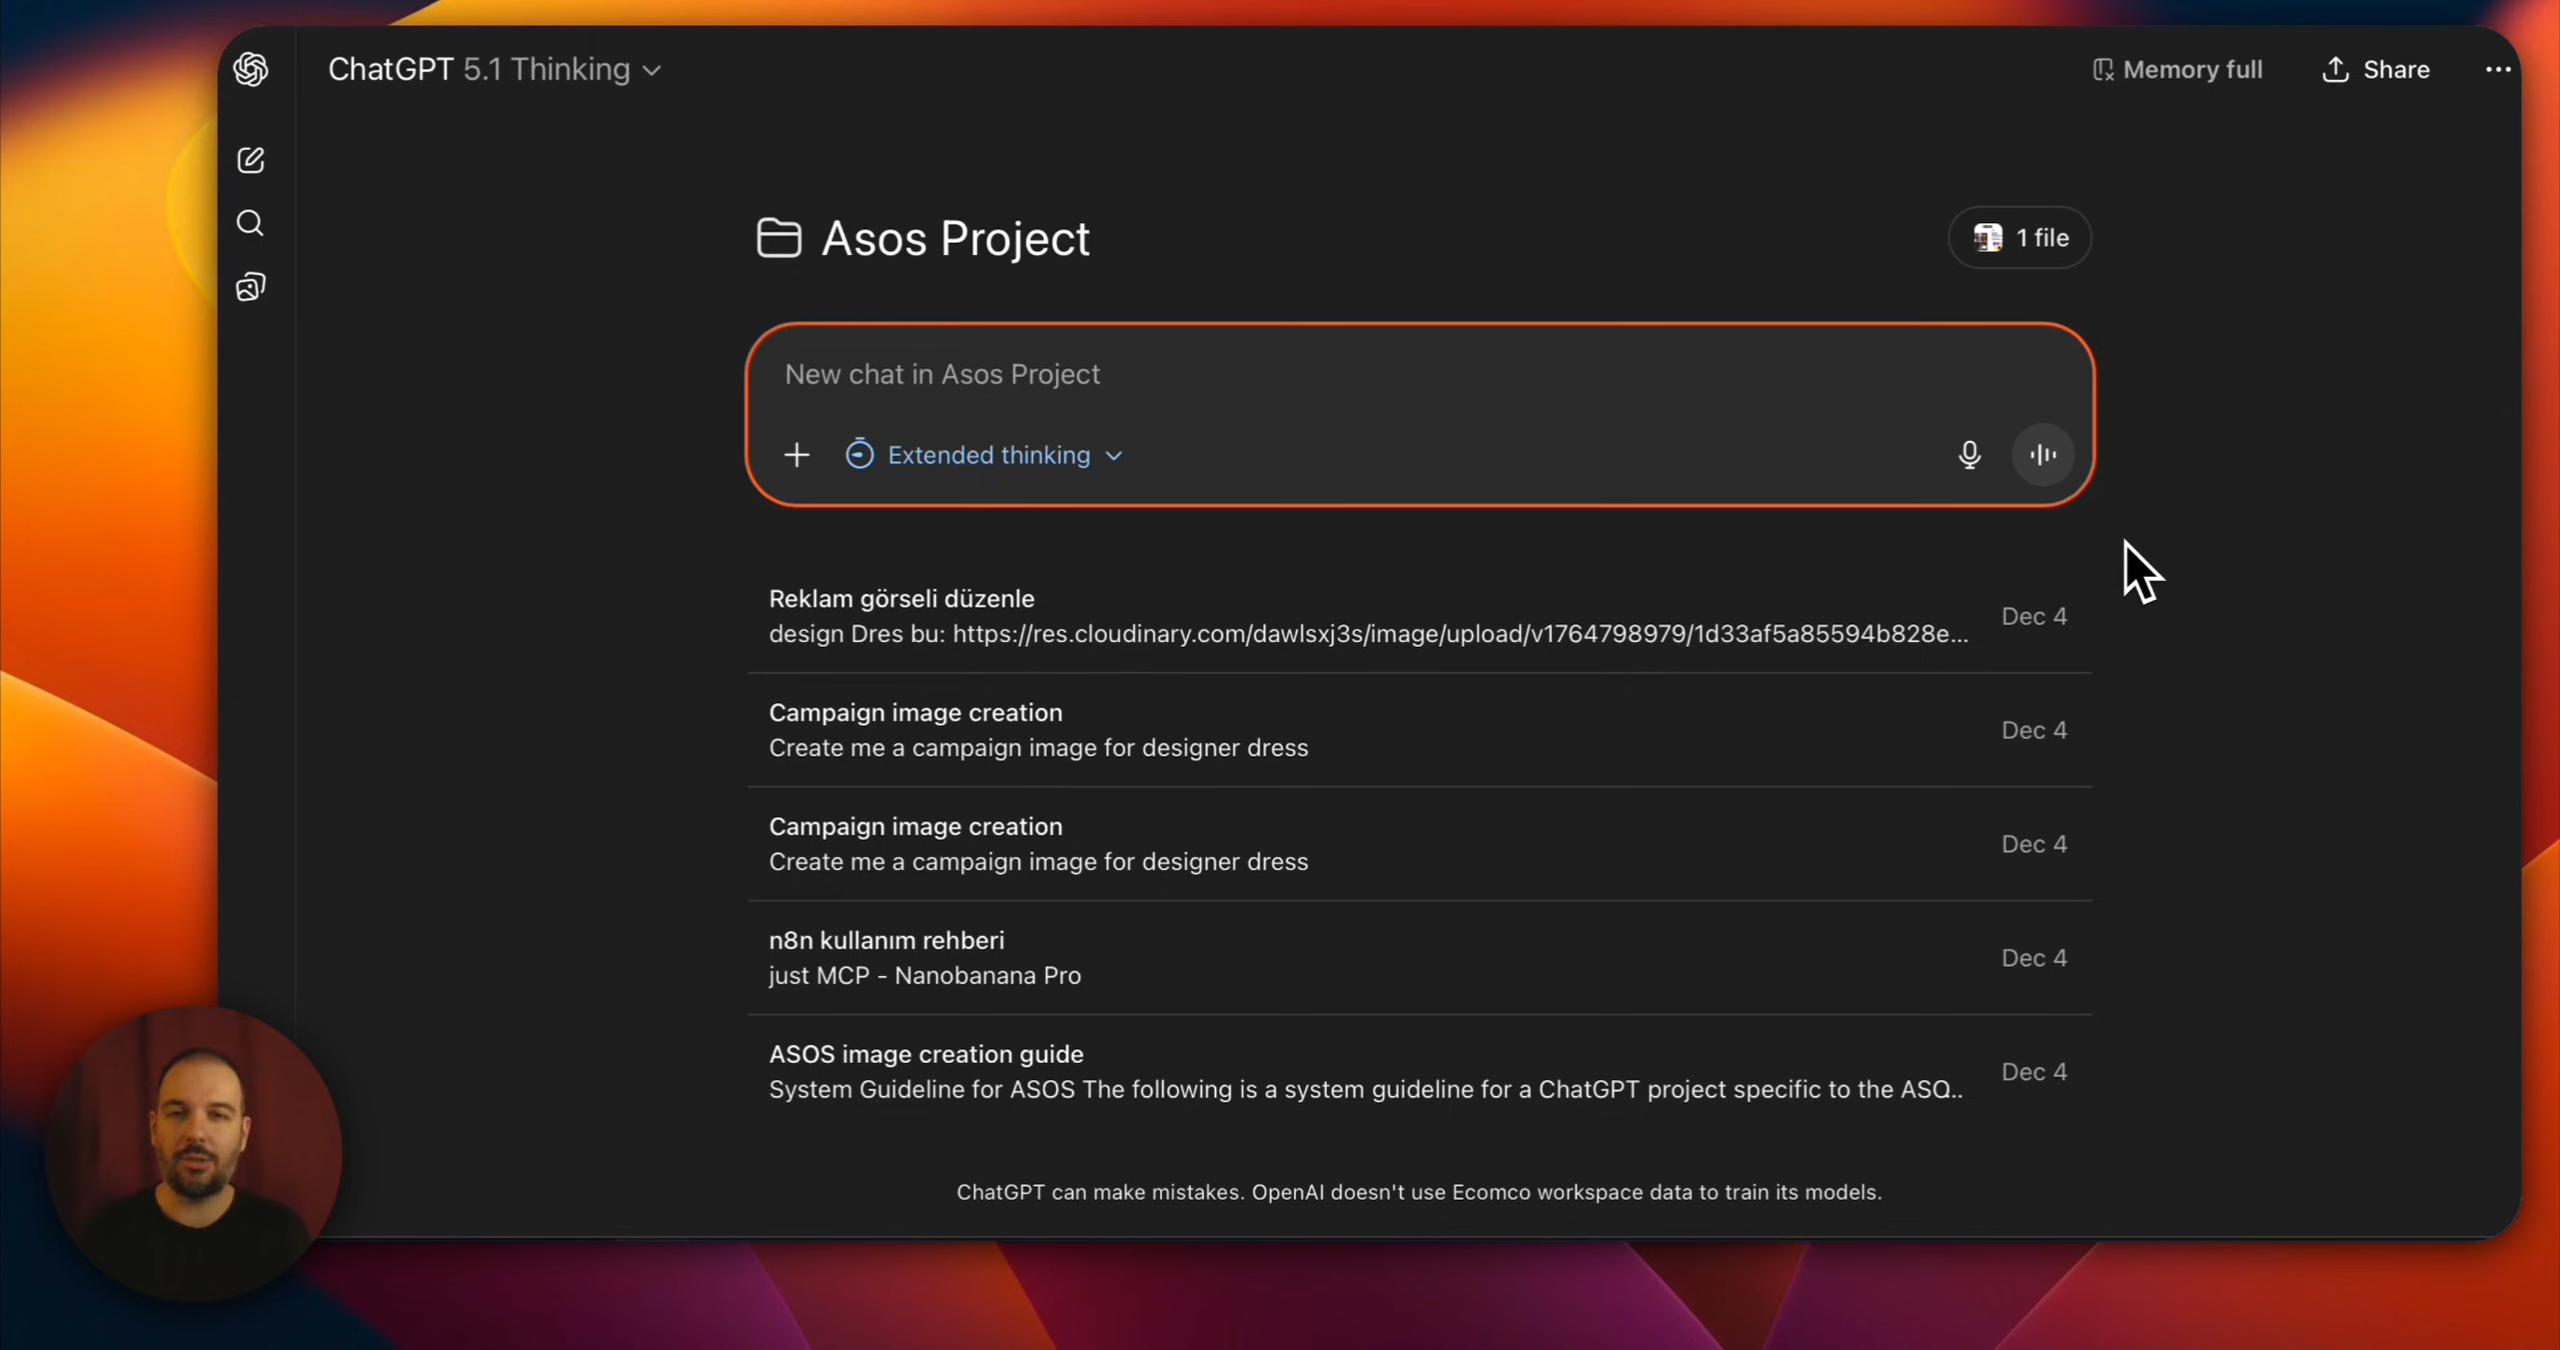 ChatGPT 5.1 Thinking
Memory full
Share
Asos Project
1 file
New chat in Asos Project
Extended thinking
Reklam görseli düzenle
design Dres bu: https://res.cloudinary.com/dawlsxj3s/image/upload/v1764798979/1d33af5a85594b828e...
Dec 4
Campaign image creation
Create me a campaign image for designer dress
Dec 4
Campaign image creation
Create me a campaign image for designer dress
Dec 4
n8n kullanım rehberi
just MCP - Nanobanana Pro
Dec 4
ASOS image creation guide
System Guideline for ASOS The following is a system guideline for a ChatGPT project specific to the ASO..
Dec 4
ChatGPT can make mistakes. OpenAI doesn't use Ecomco workspace data to train its models.